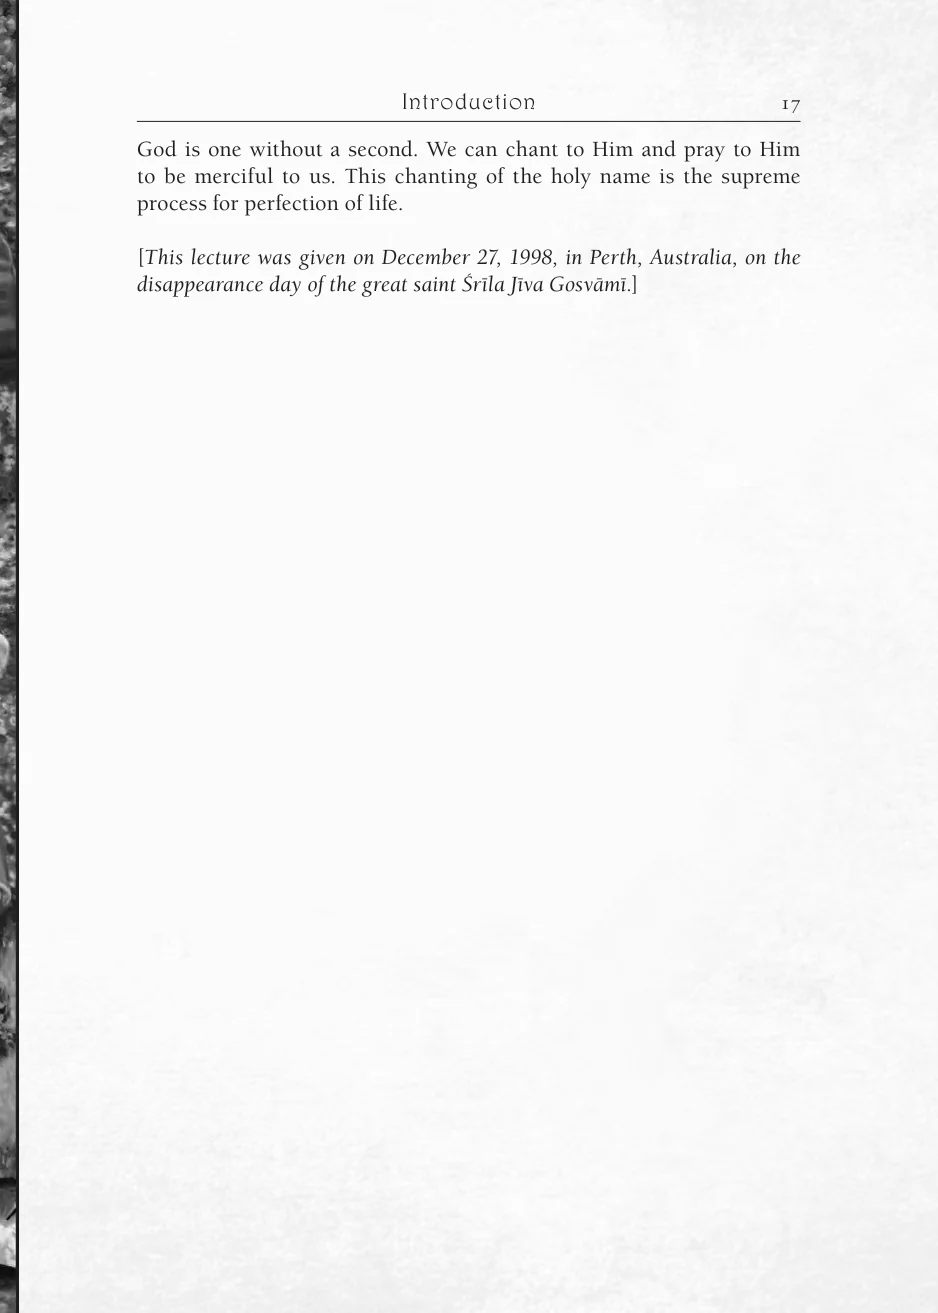 Introduction 17
God is one without a second. We can chant to Him and pray to Him
to be merciful to us. This chanting of the holy name is the supreme
process for perfection of life.
[This lecture was given on December 27, 1998, in Perth, Australia, on the
disappearance day of the great saint Śrīla Jīva Gosvāmī.]